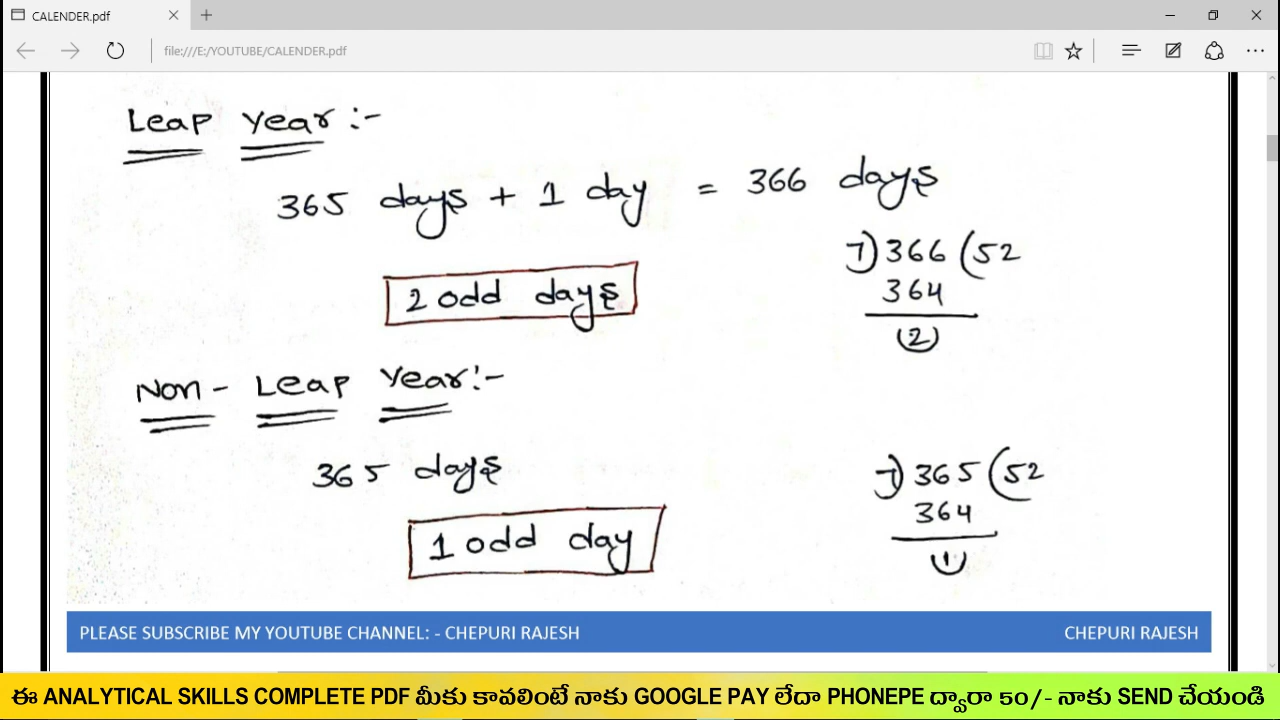 CALENDER.pdf
file:///E:/YOUTUBE/CALENDER.pdf
Leap Year:-
365 days + 1 day = 366 days
7)366(52
364
2 odd days
(2)
Non-Leap Year:-
365 days
7)365(52
364
1 odd day
(1)
PLEASE SUBSCRIBE MY YOUTUBE CHANNEL: - CHEPURI RAJESH
CHEPURI RAJESH
ఈ ANALYTICAL SKILLS COMPLETE PDF మీకు కావలింటే నాకు GOOGLE PAY లేదా PHONEPE ద్వారా 50/- నాకు SEND చేయండి